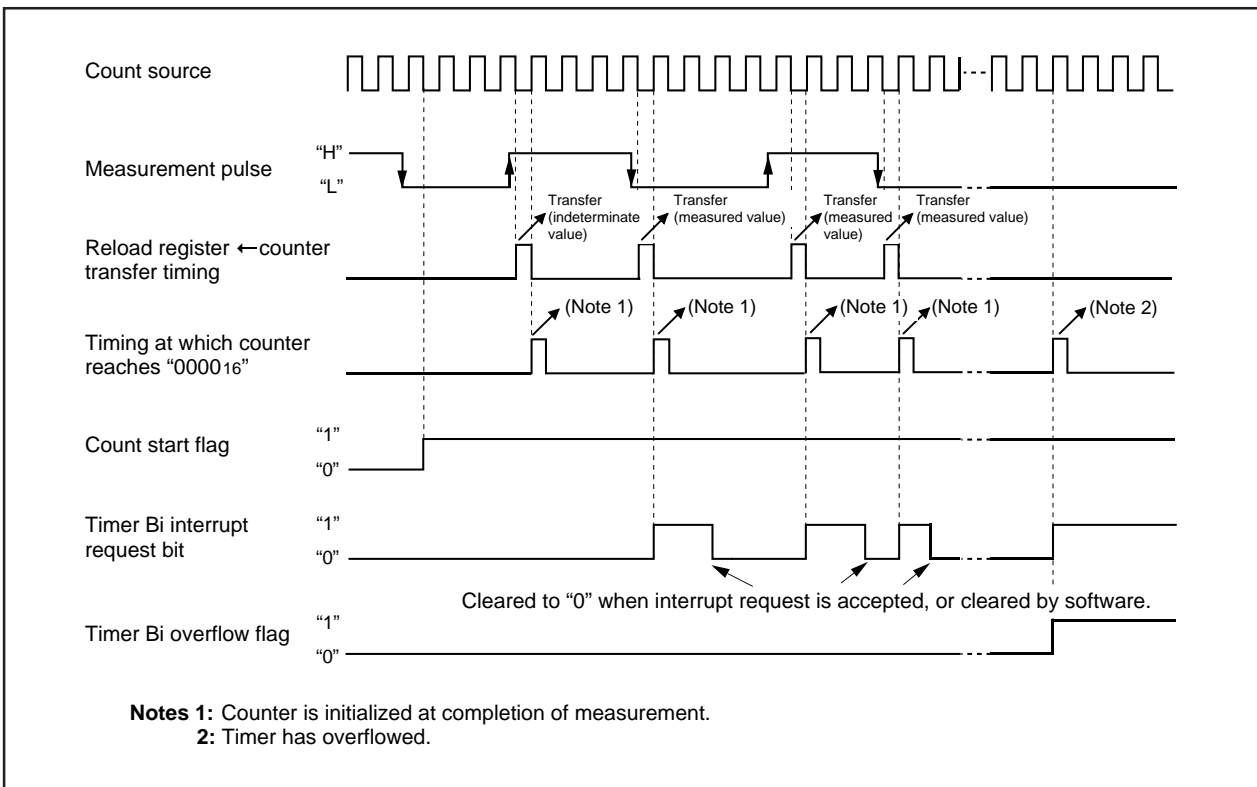 Count source
Measurement pulse
“H”
“L”
Transfer
(indeterminate
value)
Transfer
(measured value)
Transfer
(measured
value)
Transfer
(measured value)
Reload register ←counter
transfer timing
(Note 1)
(Note 1)
(Note 1)
(Note 1)
(Note 2)
Timing at which counter
reaches “000016”
Count start flag
“1”
“0”
Timer Bi interrupt
request bit
“1”
“0”
Cleared to “0” when interrupt request is accepted, or cleared by software.
Timer Bi overflow flag
“1”
“0”
Notes 1: Counter is initialized at completion of measurement.
2: Timer has overflowed.